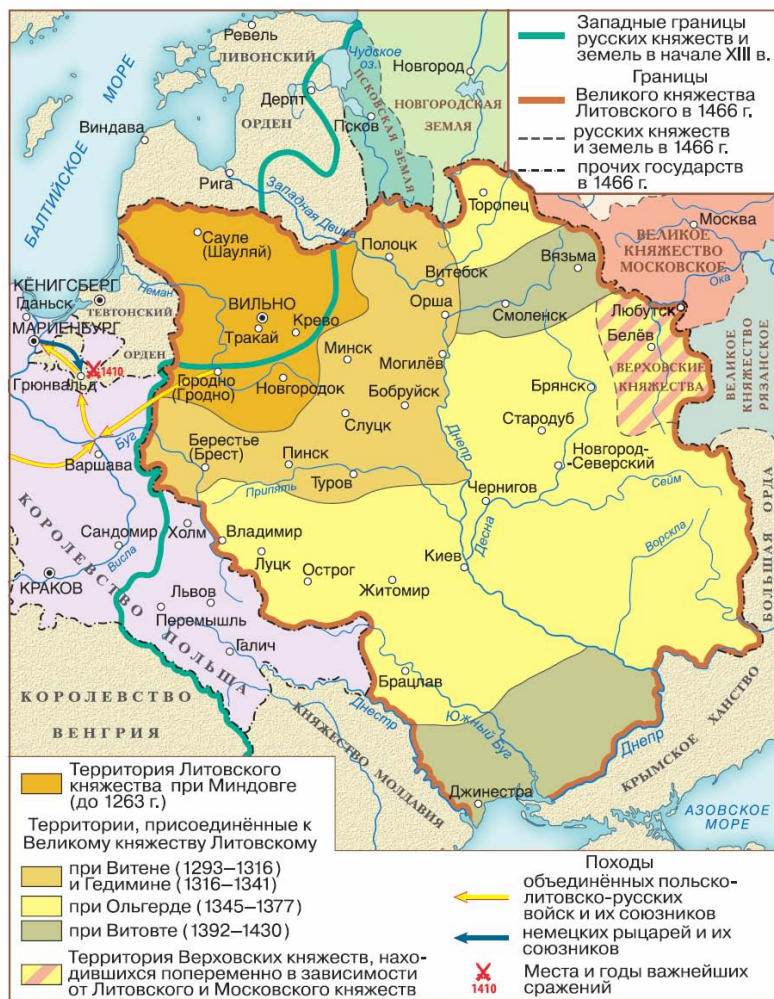 Западные границы
русских княжеств и
земель в начале XIII в.
Границы
Великого княжества
Литовского в 1466 г.
русских княжеств
и земель в 1466 г.
прочих государств
в 1466 г.
Ревель
ЛИВОНСКИЙ
Чудское
оз.
Новгород
Дерпт
ПСКОВСКАЯ ЗЕМЛЯ
НОВГОРОДСКАЯ
ЗЕМЛЯ
ОРДЕН
Псков
БАЛТИЙСКОЕ МОРЕ
Виндава
Рига
Западная Двина
Торопец
Москва
ВЕЛИКОЕ
КНЯЖЕСТВО
МОСКОВСКОЕ
Сауле
(Шауляй)
Полоцк
Витебск
Вязьма
Ока
КЁНИГСБЕРГ
Неман
Гданьск
ТЕВТОНСКИЙ
ВИЛЬНО
Орша
Смоленск
Любутск
МАРИЕНБУРГ
Тракай
Крево
Белёв
ОРДЕН
Минск
Могилёв
ВЕРХОВСКИЕ
КНЯЖЕСТВА
ВЕЛИКОЕ
КНЯЖЕСТВО
РЯЗАНСКОЕ
1410
Грюнвальд
Городно
(Гродно)
Новгородок
Бобруйск
Брянск
Слуцк
Днепр
Стародуб
Буг
Берестье
(Брест)
Пинск
Новгород
-Северский
Варшава
Туров
Припять
Чернигов
Сейм
КОРОЛЕВСТВО ПОЛЬША
Сандомир
Холм
Владимир
Десна
Ворскла
БОЛЬШАЯ ОРДА
Висла
Луцк
Киев
КРАКОВ
Острог
Житомир
Львов
Перемышль
Галич
Брацлав
КОРОЛЕВСТВО
ВЕНГРИЯ
Днестр
Южный Буг
КНЯЖЕСТВО МОЛДАВИЯ
Днепр
КРЫМСКОЕ ХАНСТВО
Джинестра
АЗОВСКОЕ
МОРЕ
Территория Литовского
княжества при Миндовге
(до 1263 г.)
Территории, присоединённые к
Великому княжеству Литовскому
при Витене (1293–1316)
и Гедимине (1316–1341)
при Ольгерде (1345–1377)
при Витовте (1392–1430)
Территория Верховских княжеств, нахо-
дившихся попеременно в зависимости
от Литовского и Московского княжеств
Походы
объединённых польско-
литовско-русских
войск и их союзников
немецких рыцарей и их
союзников
1410
Места и годы важнейших
сражений